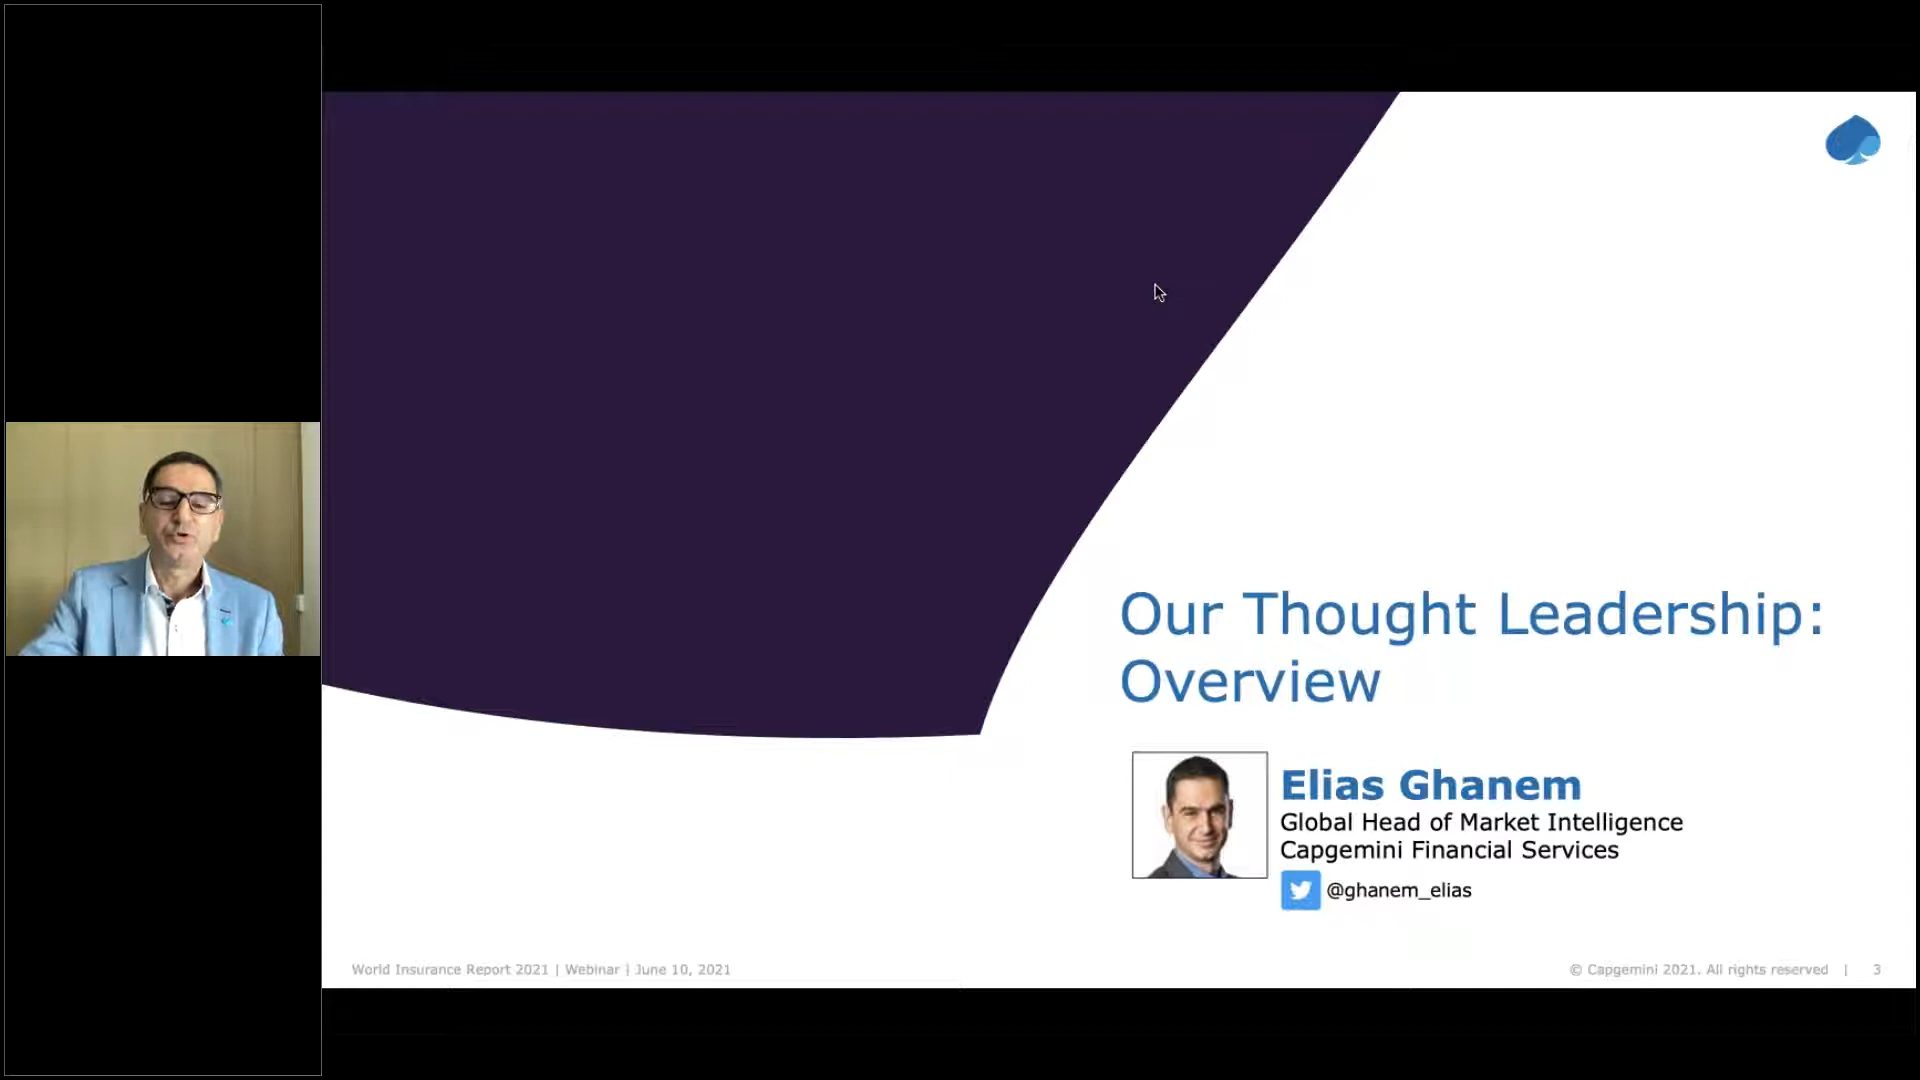 Our Thought Leadership:
Overview
Elias Ghanem
Global Head of Market Intelligence
Capgemini Financial Services
@ghanem_elias
World Insurance Report 2021 | Webinar | June 10, 2021
© Capgemini 2021. All rights reserved | 3